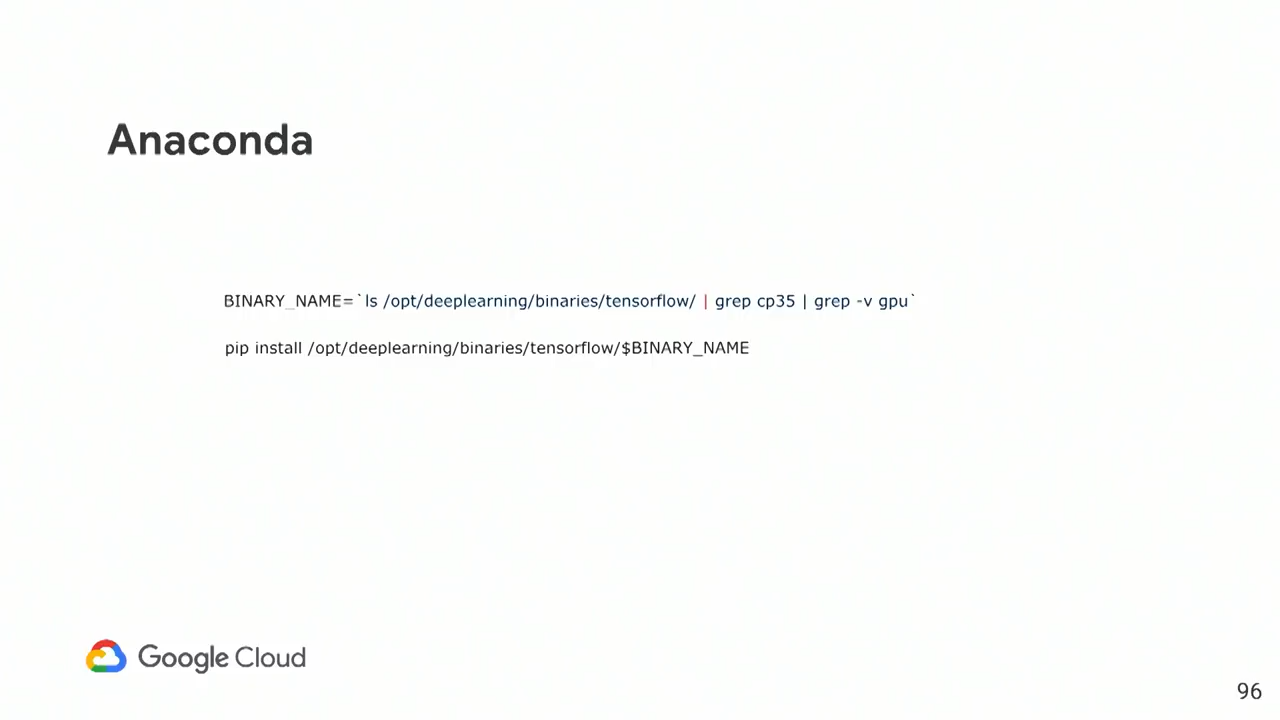 Anaconda
BINARY_NAME=`ls /opt/deeplearning/binaries/tensorflow/ | grep cp35 | grep -v gpu`
pip install /opt/deeplearning/binaries/tensorflow/$BINARY_NAME
Google Cloud
96